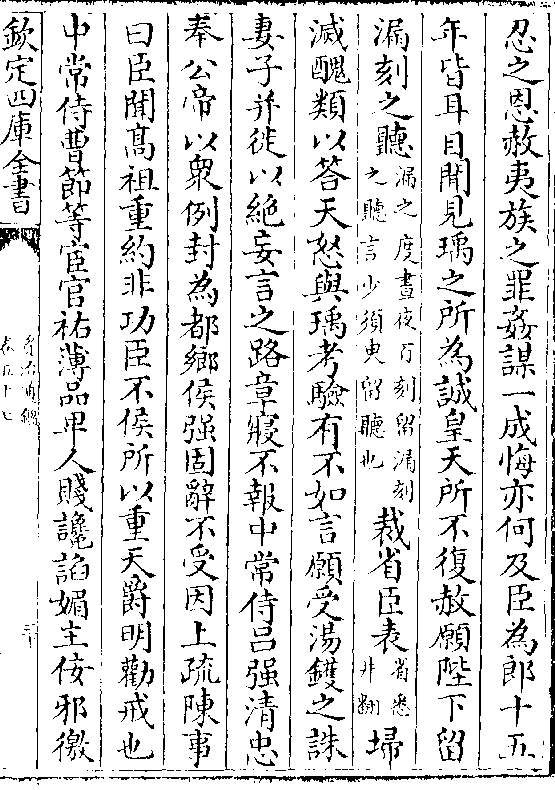 忍之恩赦夷族之罪姦謀一成悔亦何及臣為郎十五
年皆耳目聞見瑀之所為誠皇天所不復赦願陛下留
漏刻之聽漏之度晝夜百刻留漏刻之聽言少須臾留聽也裁省臣表省悉井翻埽
滅醜類以答天怒與瑀考驗有不如言願受湯鑊之誅
妻子并徙以絶妄言之路章寢不報中常侍吕强清忠
奉公帝以衆例封為都鄉侯强固辭不受因上疏陳事
曰臣聞髙祖重約非功臣不侯所以重天爵明勸戒也
中常侍曹節等宦官祐薄品卑人賤讒諂媚主佞邪徼
欽定四庫全書